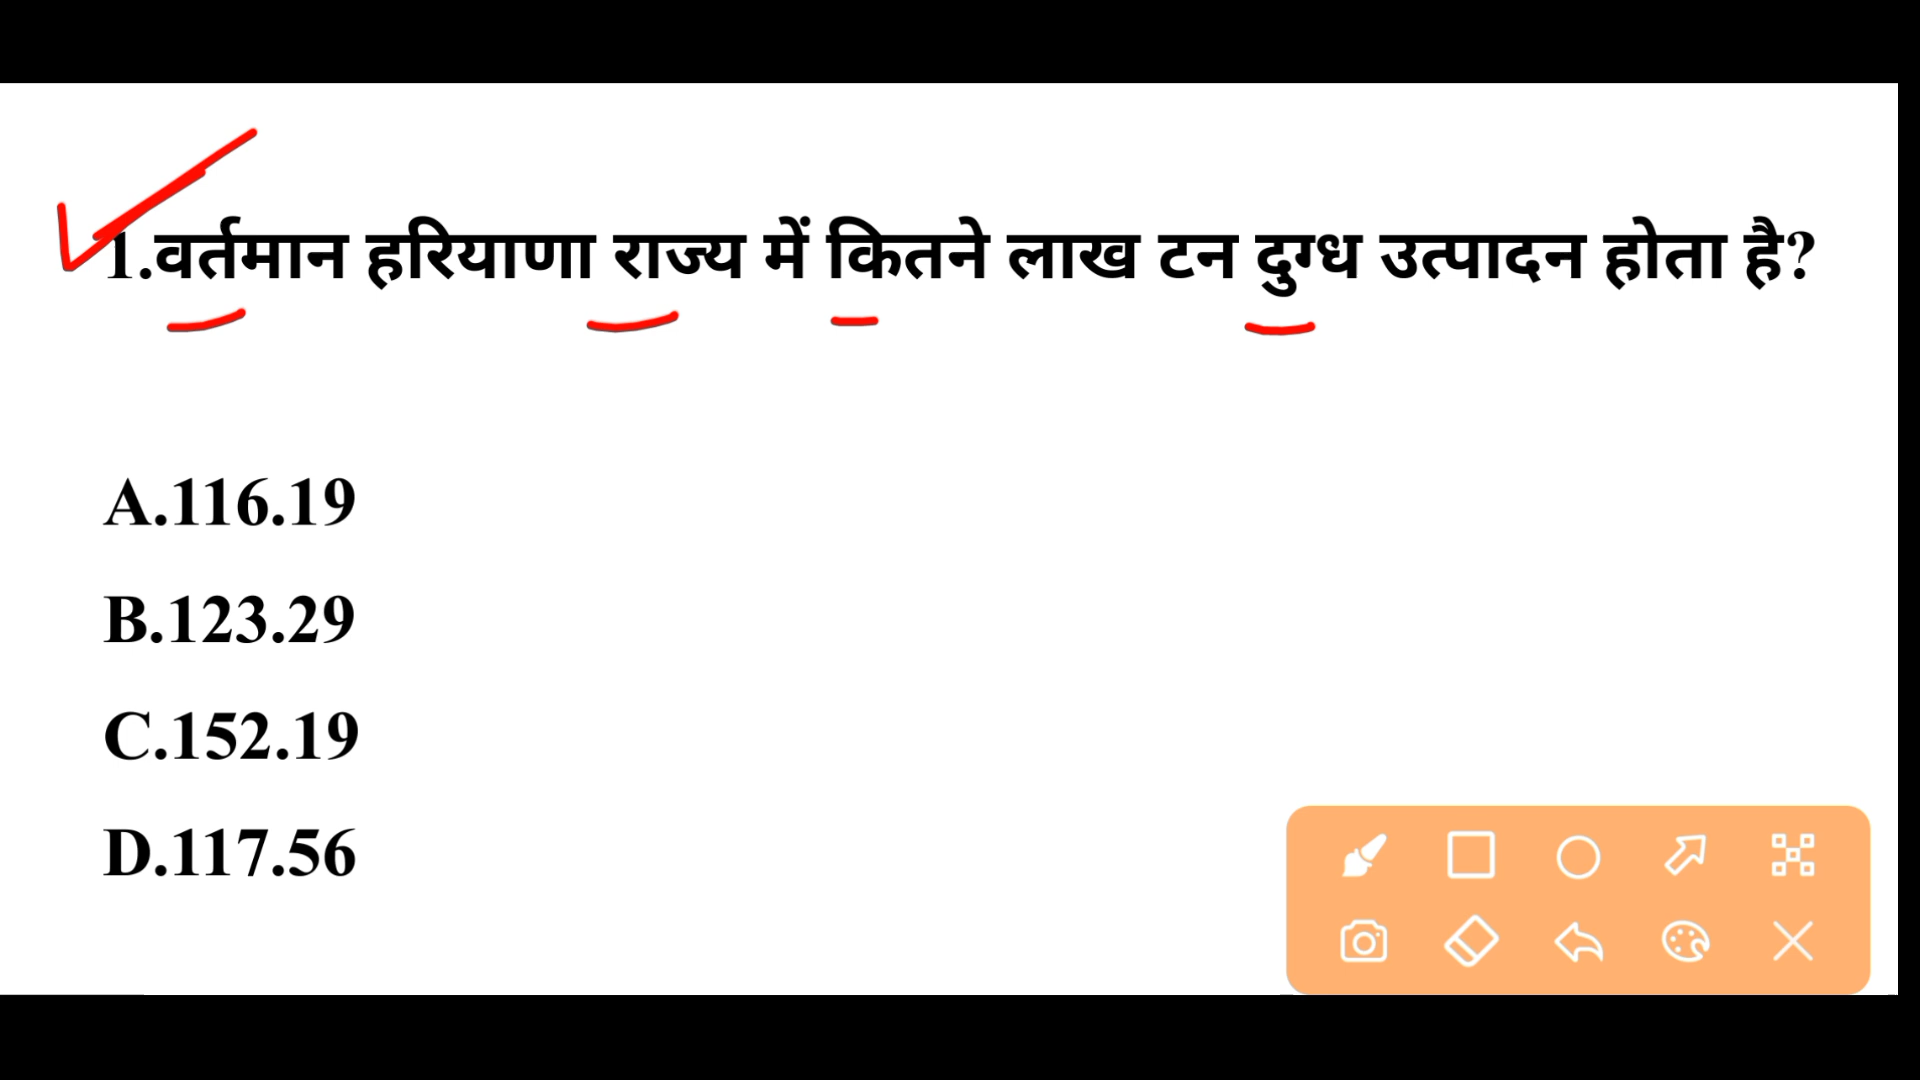 1.वर्तमान हरियाणा राज्य में कितने लाख टन दुग्ध उत्पादन होता है?
A.116.19
B.123.29
C.152.19
D.117.56